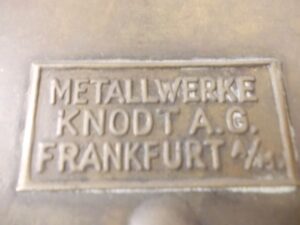 METALLWERKE
KNODT A.G.
FRANKFURT A/M.